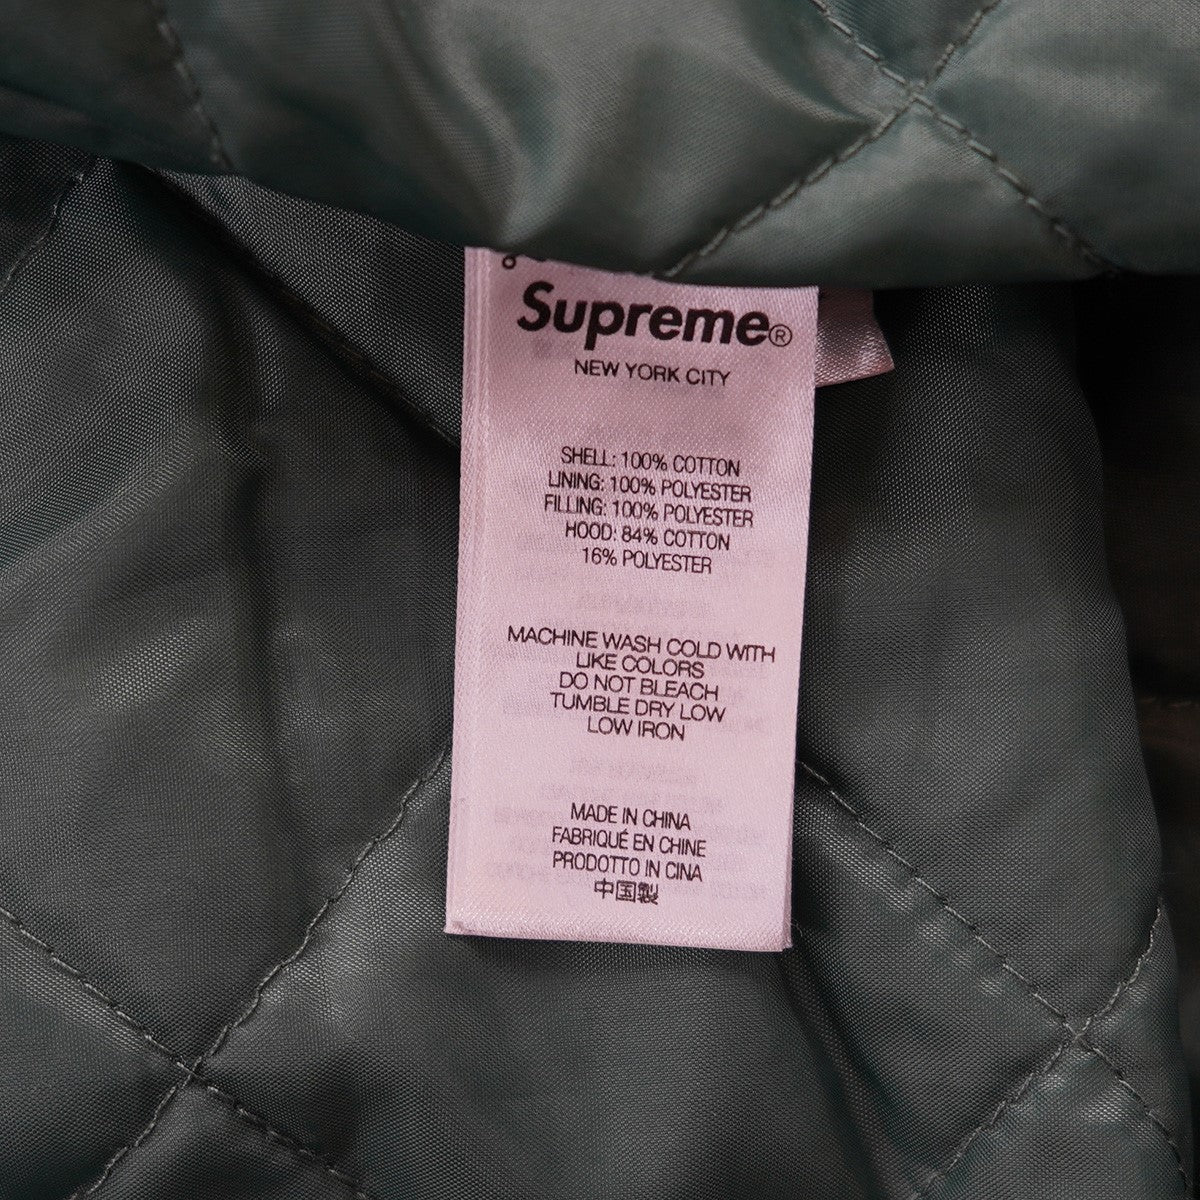 Supreme®
NEW YORK CITY
SHELL: 100% COTTON
LINING: 100% POLYESTER
FILLING: 100% POLYESTER
HOOD: 84% COTTON
16% POLYESTER
MACHINE WASH COLD WITH
LIKE COLORS
DO NOT BLEACH
TUMBLE DRY LOW
LOW IRON
MADE IN CHINA
FABRIQUÉ EN CHINE
PRODOTTO IN CINA
中国製